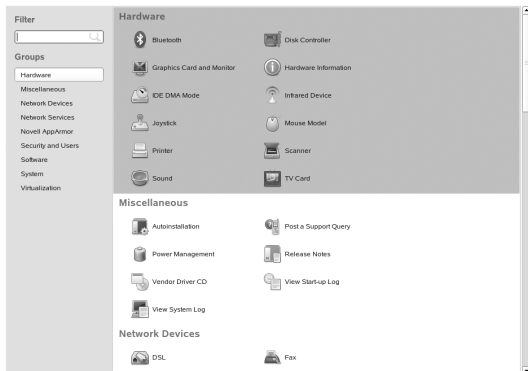 Filter
Groups
Hardware
Miscellaneous
Network Devices
Network Services
Novell AppArmor
Security and Users
Software
System
Virtualization
Hardware
Bluetooth
Disk Controller
Graphics Card and Monitor
Hardware Information
IDE DMA Mode
Infrared Device
Joystick
Mouse Model
Printer
Scanner
Sound
TV Card
Miscellaneous
Autoinstallation
Post a Support Query
Power Management
Release Notes
Vendor Driver CD
View Start-up Log
View System Log
Network Devices
DSL
Fax